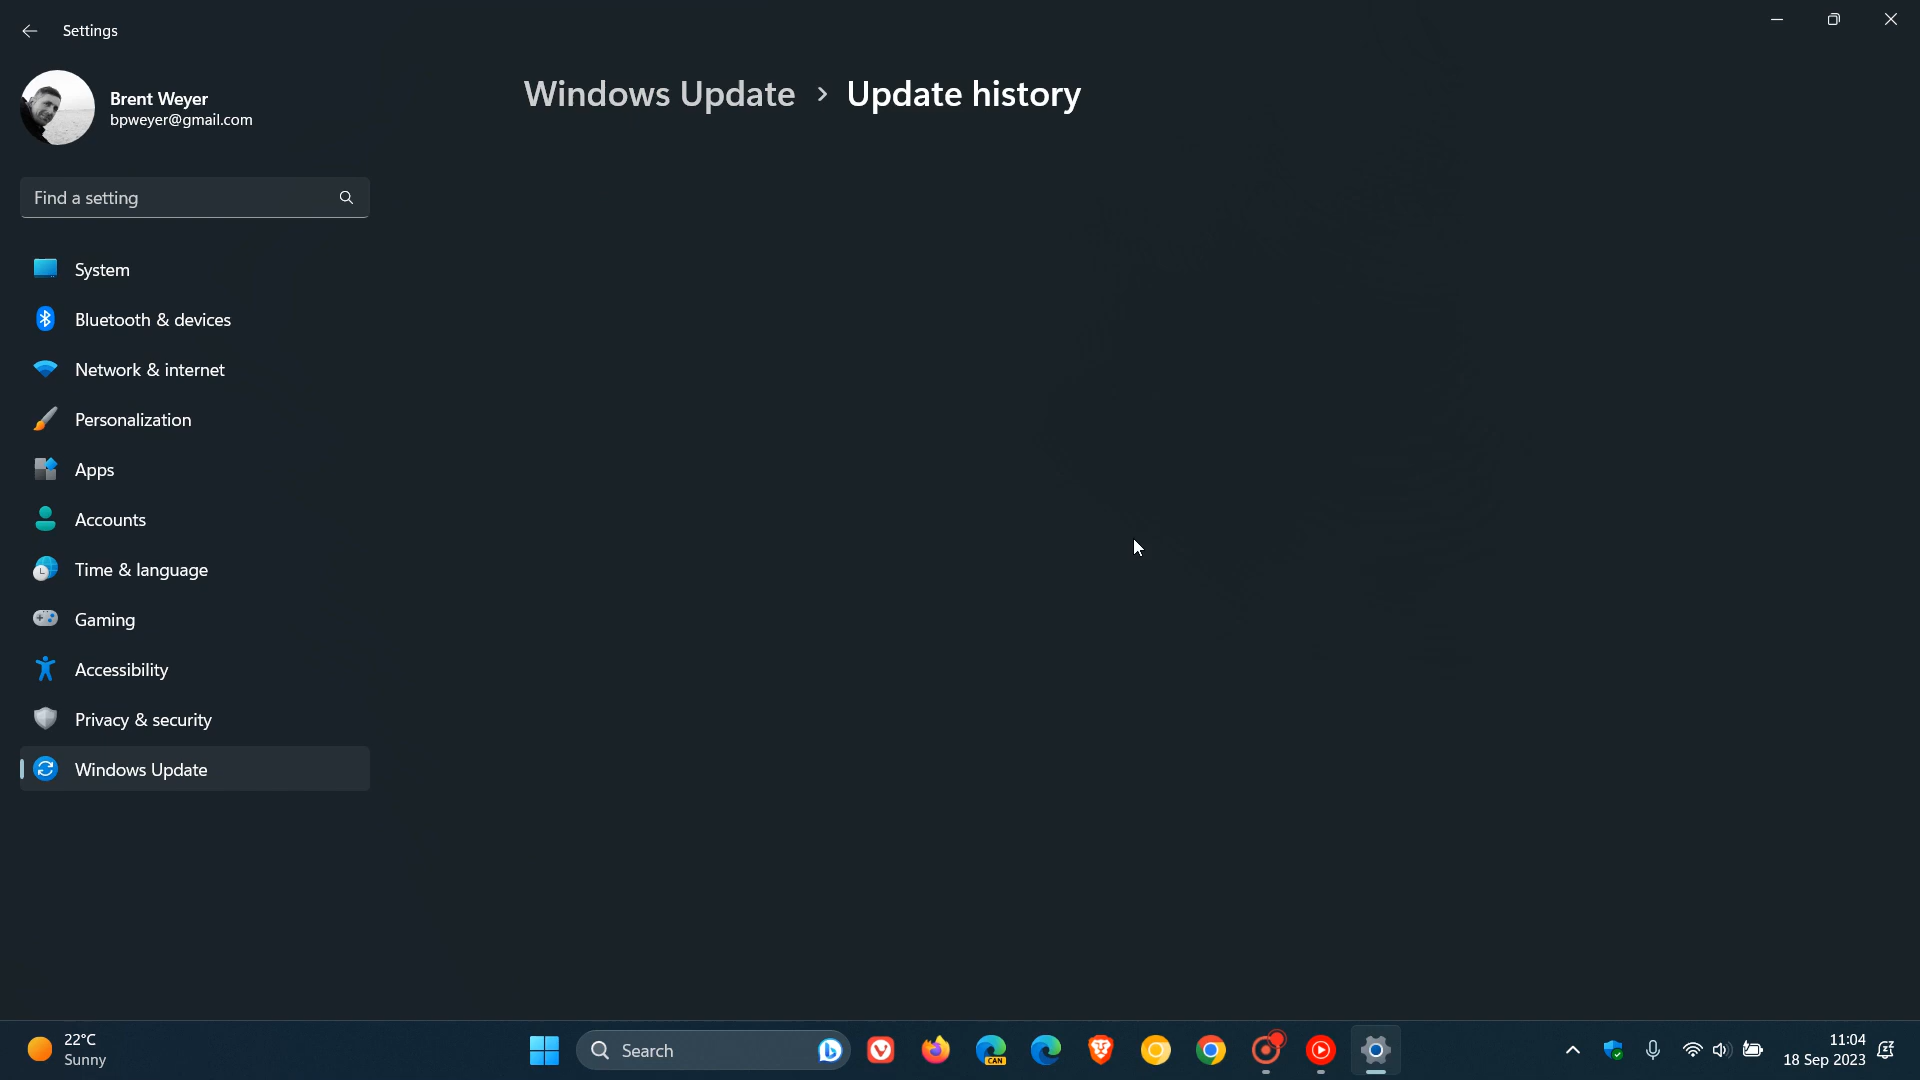 Settings
Brent Weyer
bpweyer@gmail.com
Find a setting
System
Bluetooth & devices
Network & internet
Personalization
Apps
Accounts
Time & language
Gaming
Accessibility
Privacy & security
Windows Update
Windows Update > Update history
22°C
Sunny
Search
CAN
11:04
18 Sep 2023